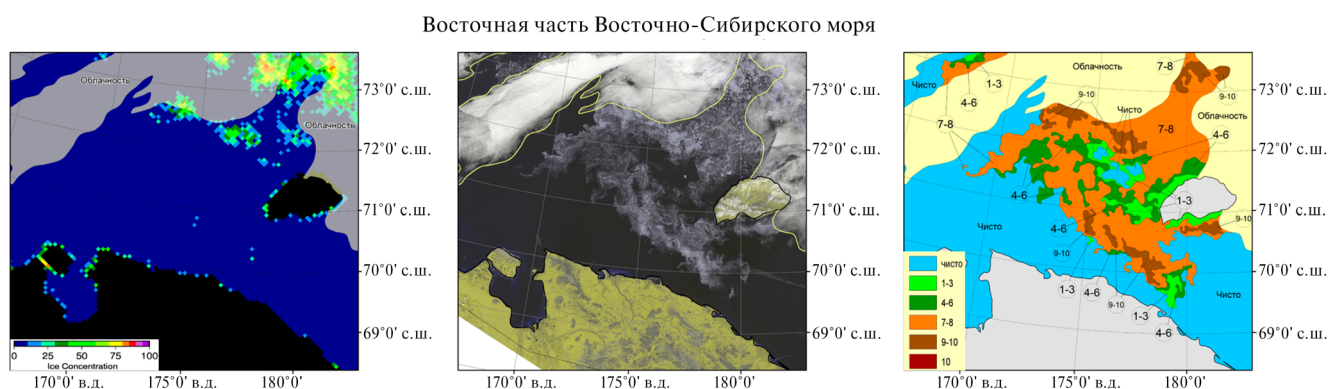 Восточная часть Восточно-Сибирского моря
Облачность
Облачность
73°0' с.ш.
72°0' с.ш.
71°0' с.ш.
70°0' с.ш.
69°0' с.ш.
0 25 50 75 100
Ice Concentration
170°0' в.д. 175°0' в.д. 180°0'
73°0' с.ш.
72°0' с.ш.
71°0' с.ш.
70°0' с.ш.
69°0' с.ш.
170°0' в.д. 175°0' в.д. 180°0'
Облачность
7-8
Чисто
1-3
4-6
9-10
9-10
Чисто
Облачность
7-8
7-8
4-6
4-6
1-3
4-6
9-10
Чисто
9-10
1-3
4-6
9-10
1-3
4-6
Чисто
чисто
1-3
4-6
7-8
9-10
10
73°0' с.ш.
72°0' с.ш.
71°0' с.ш.
70°0' с.ш.
69°0' с.ш.
170°0' в.д. 175°0' в.д. 180°0'